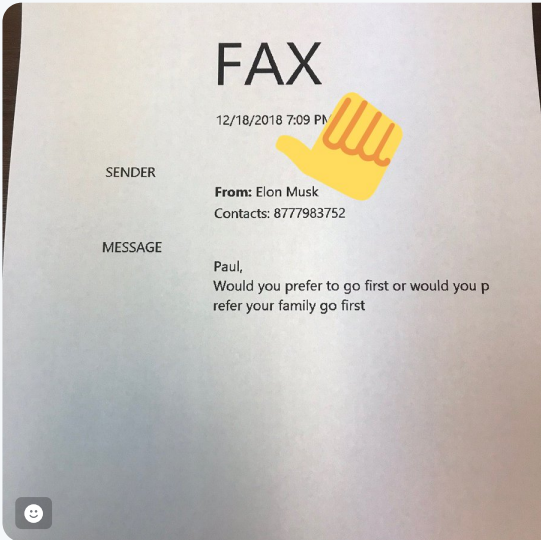 FAX
12/18/2018 7:09 PM
SENDER
From: Elon Musk
Contacts: 8777983752
MESSAGE
Paul,
Would you prefer to go first or would you p
refer your family go first